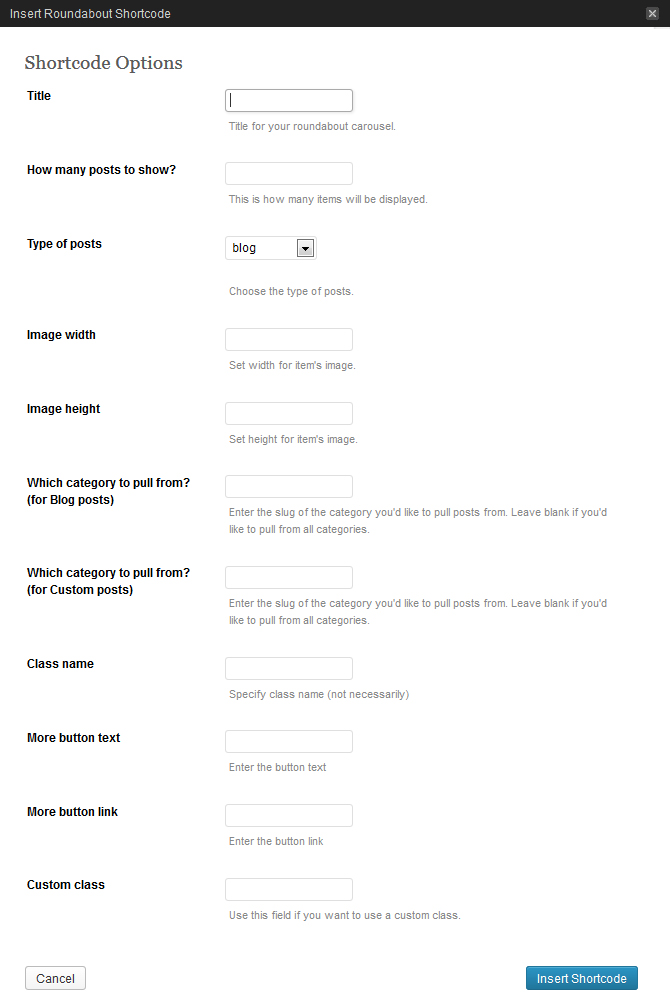 Insert Roundabout Shortcode
Shortcode Options
Title
Title for your roundabout carousel.
How many posts to show?
This is how many items will be displayed.
Type of posts
blog
Choose the type of posts.
Image width
Set width for item's image.
Image height
Set height for item's image.
Which category to pull from?
(for Blog posts)
Enter the slug of the category you'd like to pull posts from. Leave blank if you'd
like to pull from all categories.
Which category to pull from?
(for Custom posts)
Enter the slug of the category you'd like to pull posts from. Leave blank if you'd
like to pull from all categories.
Class name
Specify class name (not necessarily)
More button text
Enter the button text
More button link
Enter the button link
Custom class
Use this field if you want to use a custom class.
Cancel
Insert Shortcode